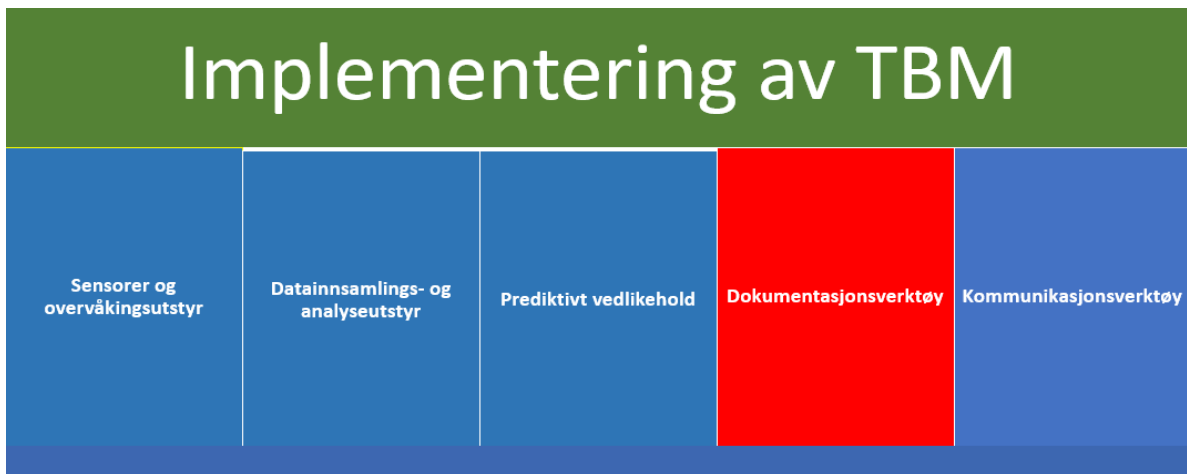 Implementering av TBM
Sensorer og
overvåkingsutstyr
Datainnsamlings- og
analyseutstyr
Prediktivt vedlikehold
Dokumentasjonsverktøy
Kommunikasjonsverktøy